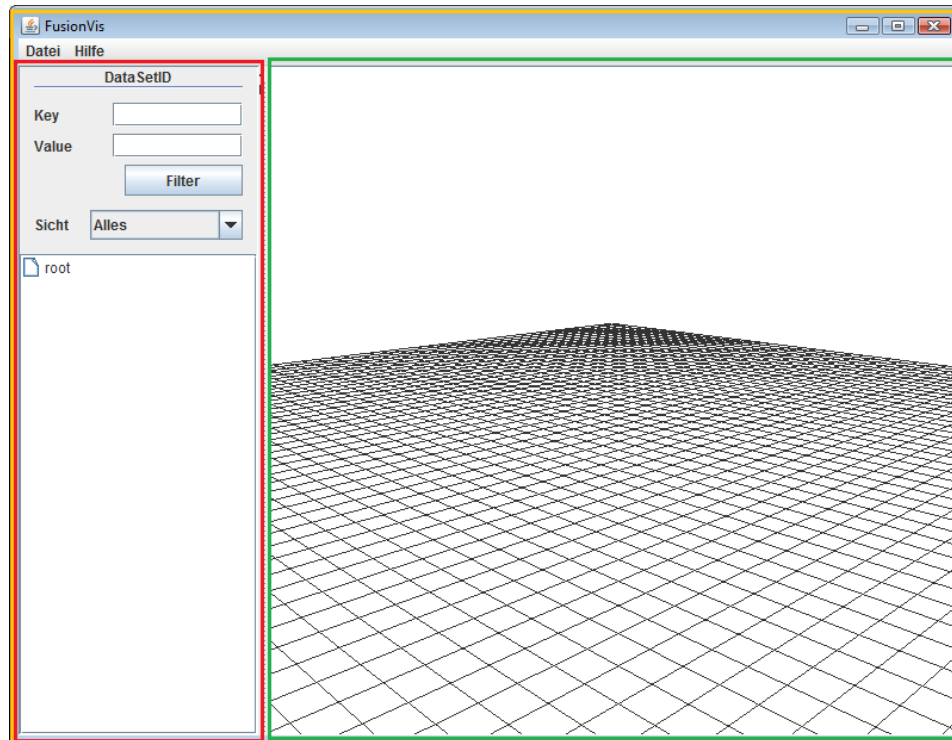 FusionVis
Datei Hilfe
DataSetID
Key
Value
Filter
Sicht Alles
root